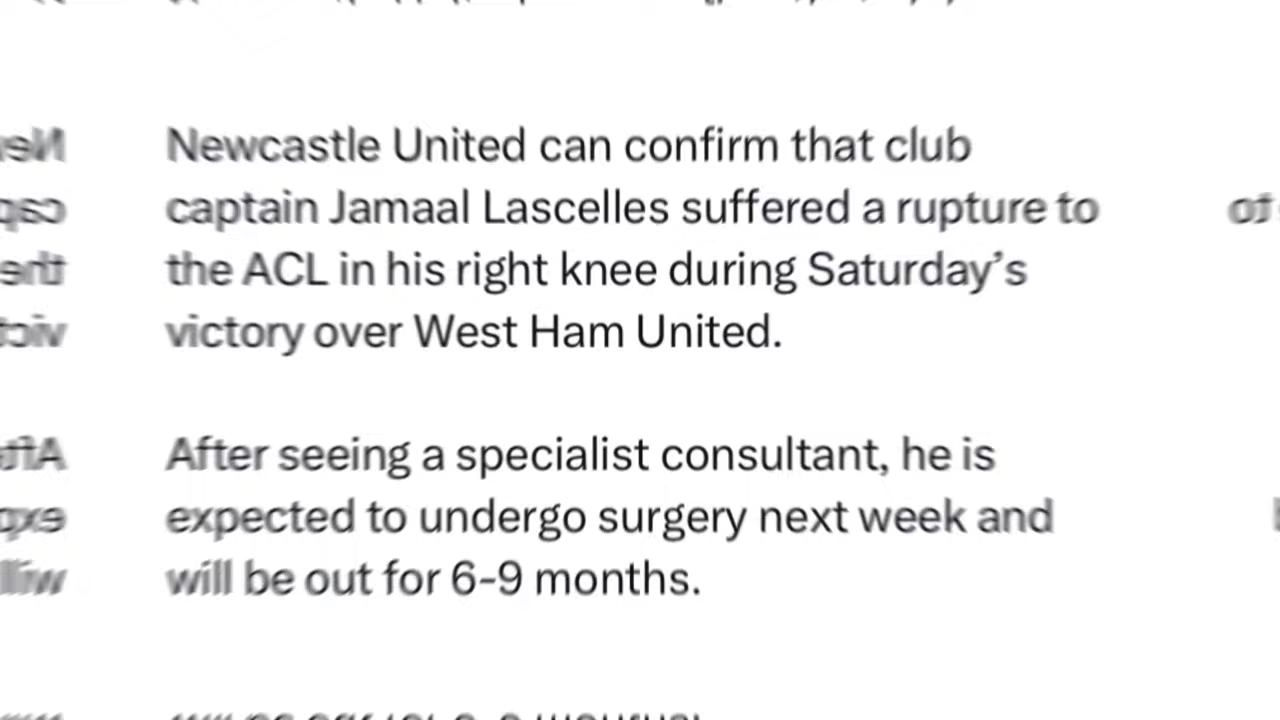 Newcastle United can confirm that club
captain Jamaal Lascelles suffered a rupture to
the ACL in his right knee during Saturday’s
victory over West Ham United.
After seeing a specialist consultant, he is
expected to undergo surgery next week and
will be out for 6-9 months.